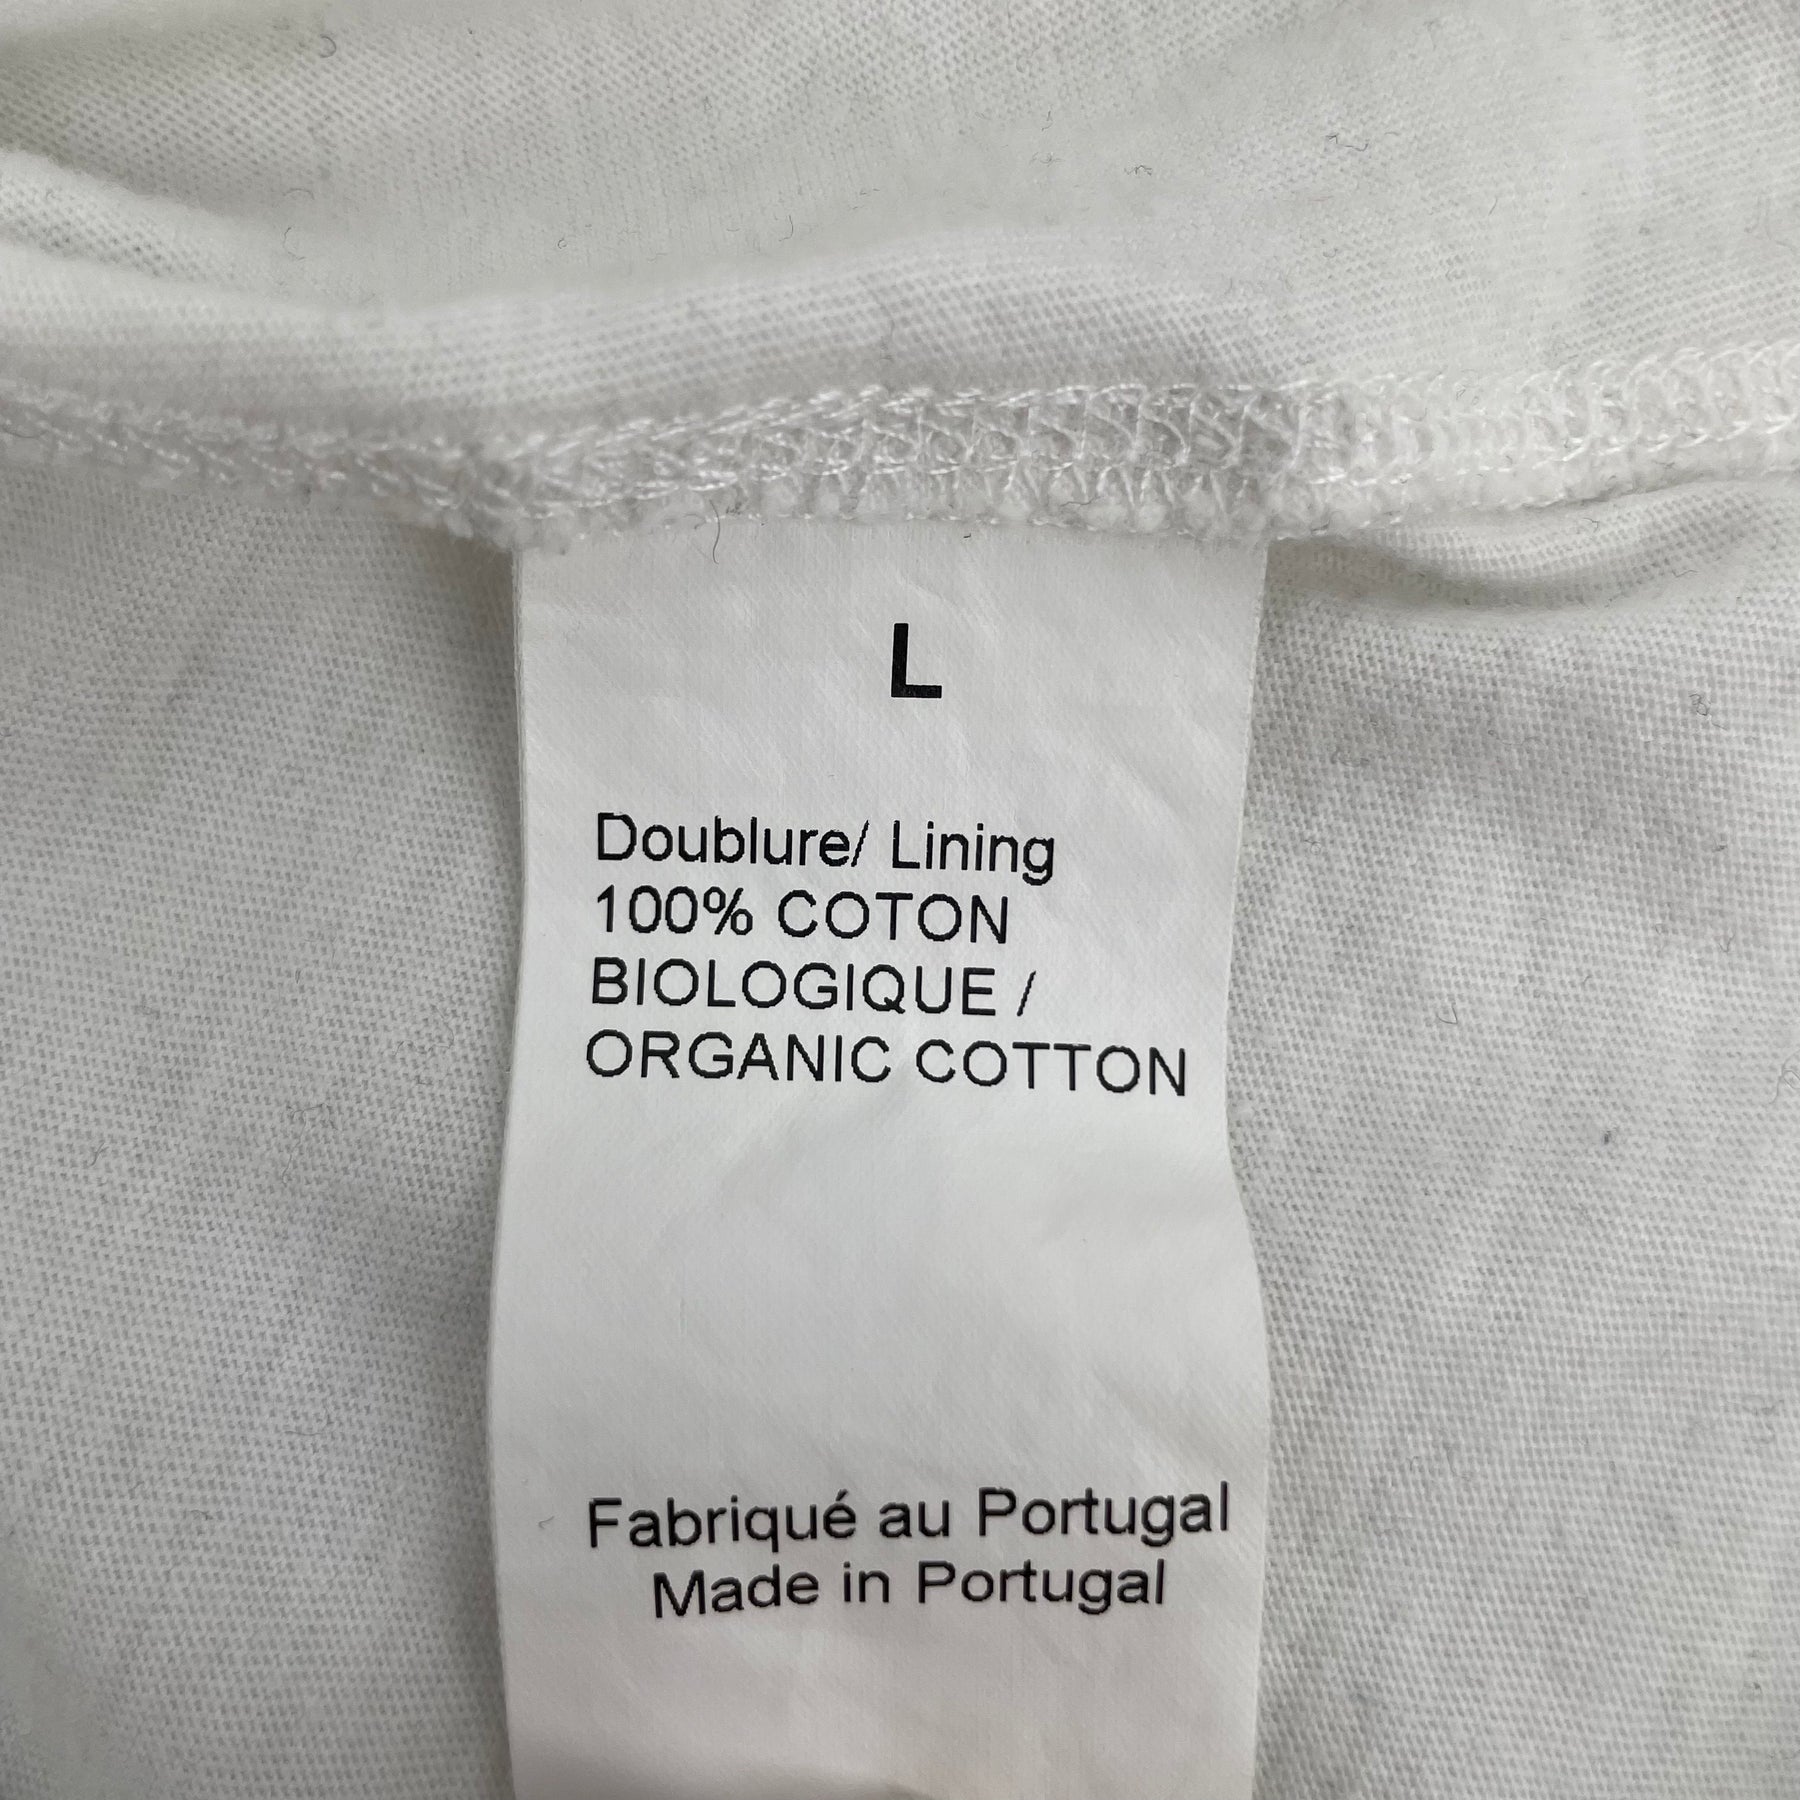 L
Doublure/ Lining
100% COTON
BIOLOGIQUE /
ORGANIC COTTON
Fabriqué au Portugal
Made in Portugal